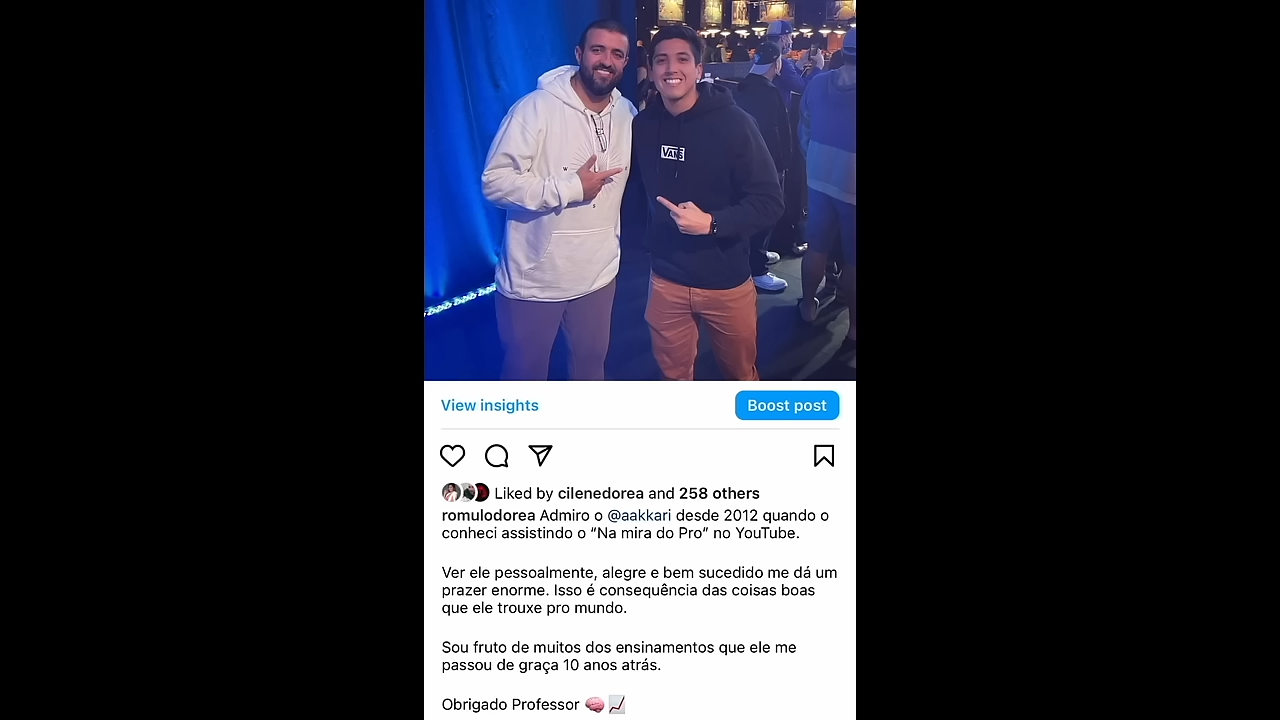 W
E
S
VANS
View insights
Boost post
Liked by cilenedorea and 258 others
romulodorea Admiro o @aakkari desde 2012 quando o
conheci assistindo o “Na mira do Pro” no YouTube.
Ver ele pessoalmente, alegre e bem sucedido me dá um
prazer enorme. Isso é consequência das coisas boas
que ele trouxe pro mundo.
Sou fruto de muitos dos ensinamentos que ele me
passou de graça 10 anos atrás.
Obrigado Professor 🧠📈